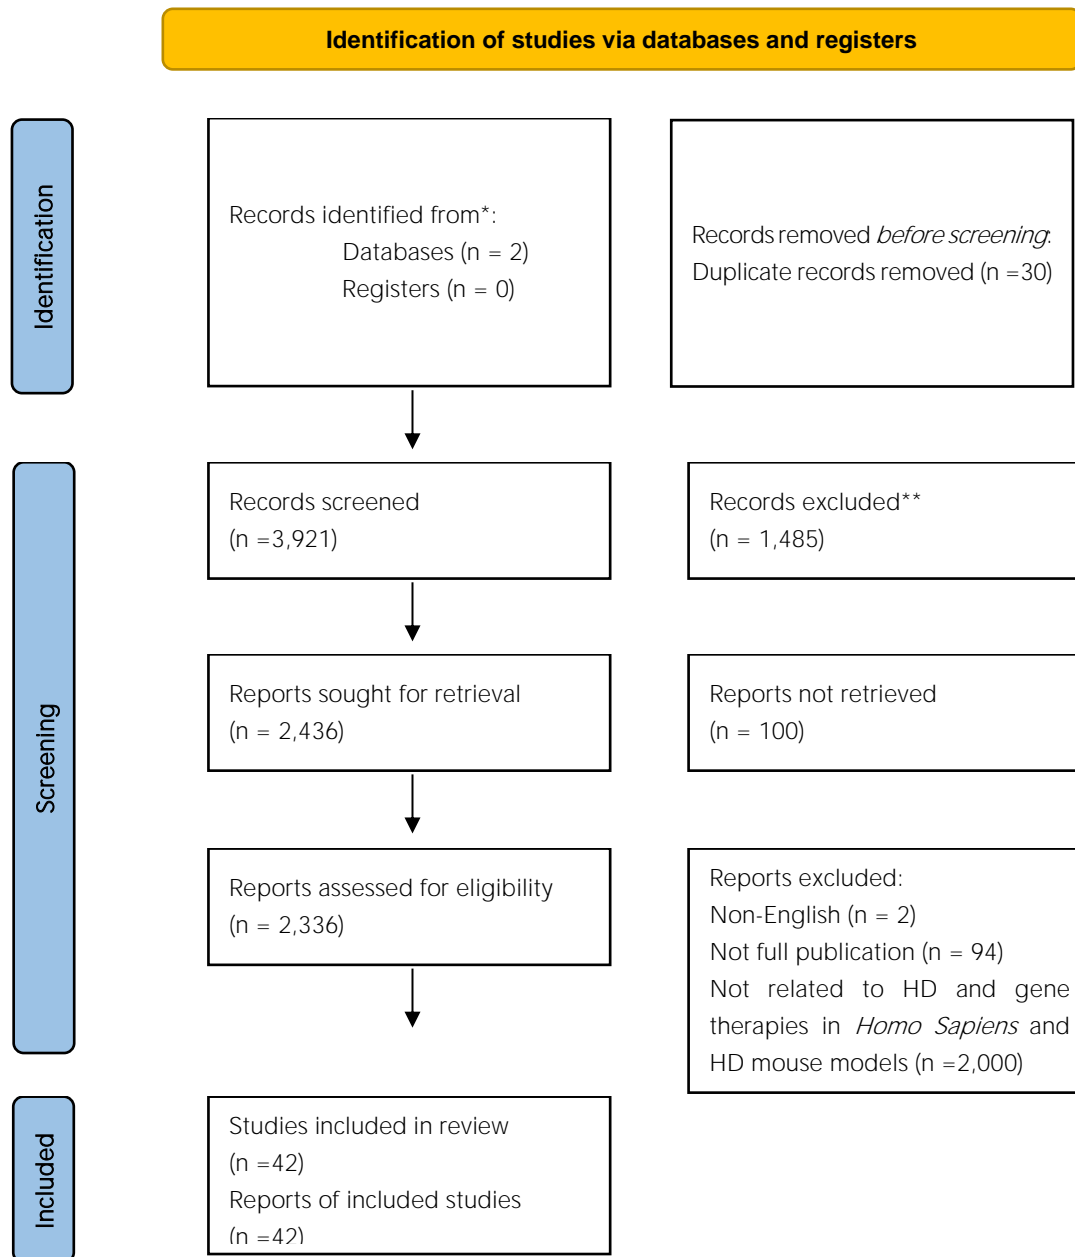 Identification of studies via databases and registers
Identification
Records identified from*:
Databases (n = 2)
Registers (n = 0)
Records removed before screening:
Duplicate records removed (n =30)
Screening
Records screened
(n =3,921)
Records excluded**
(n = 1,485)
Reports sought for retrieval
(n = 2,436)
Reports not retrieved
(n = 100)
Reports assessed for eligibility
(n = 2,336)
Reports excluded:
Non-English (n = 2)
Not full publication (n = 94)
Not related to HD and gene
therapies in Homo Sapiens and
HD mouse models (n =2,000)
Included
Studies included in review
(n =42)
Reports of included studies
(n =42)